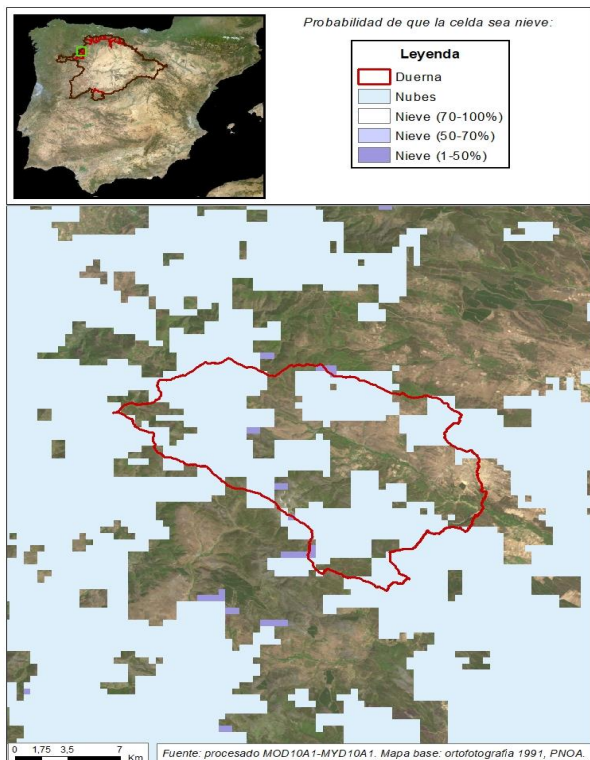 Probabilidad de que la celda sea nieve:
Leyenda
Duerna
Nubes
Nieve (70-100%)
Nieve (50-70%)
Nieve (1-50%)
0 1,75 3,5 7
Km
Fuente: procesado MOD10A1-MYD10A1. Mapa base: ortofotografia 1991, PNOA.